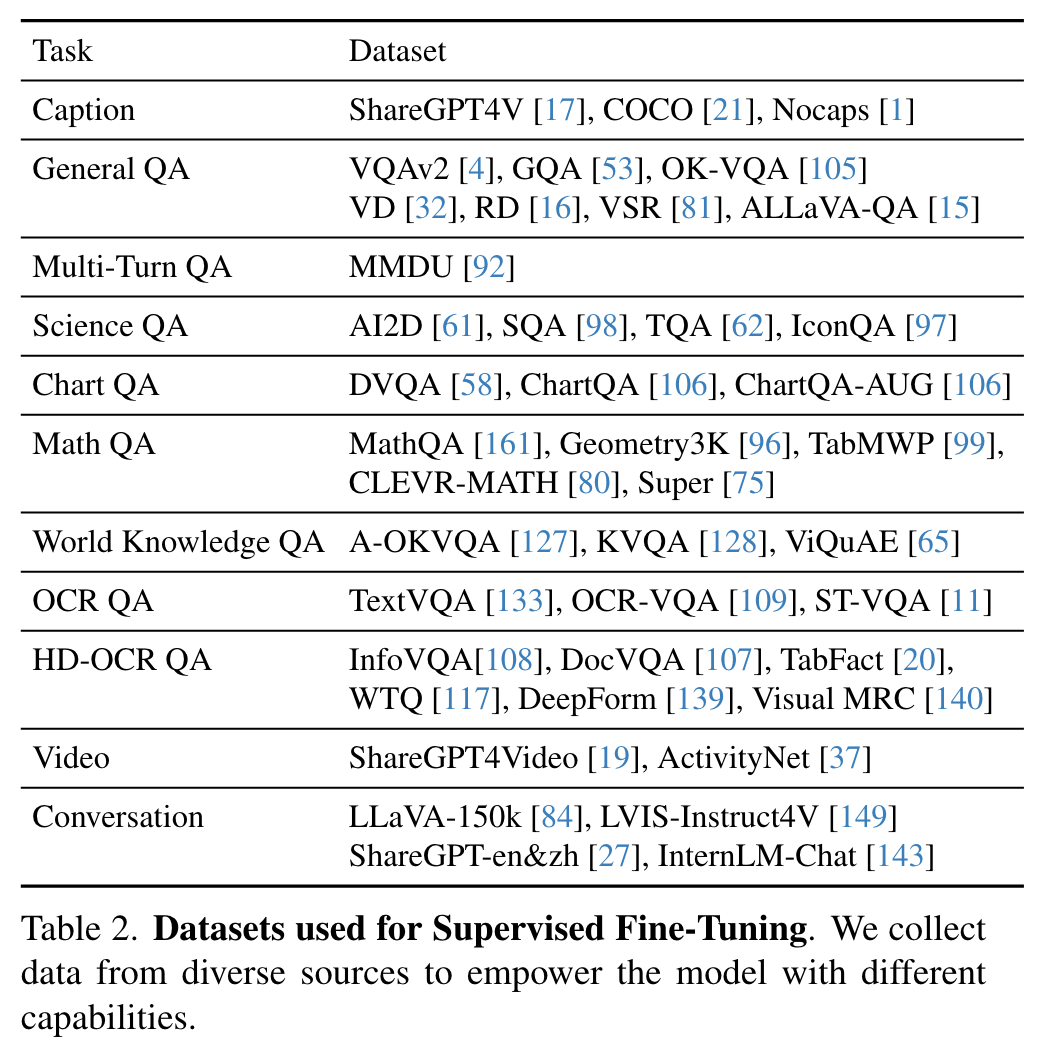 Task Dataset
Caption ShareGPT4V [17], COCO [21], Nocaps [1]
General QA VQAv2 [4], GQA [53], OK-VQA [105]
VD [32], RD [16], VSR [81], ALLaVA-QA [15]
Multi-Turn QA MMDU [92]
Science QA AI2D [61], SQA [98], TQA [62], IconQA [97]
Chart QA DVQA [58], ChartQA [106], ChartQA-AUG [106]
Math QA MathQA [161], Geometry3K [96], TabMWP [99],
CLEVR-MATH [80], Super [75]
World Knowledge QA A-OKVQA [127], KVQA [128], ViQuAE [65]
OCR QA TextVQA [133], OCR-VQA [109], ST-VQA [11]
HD-OCR QA InfoVQA[108], DocVQA [107], TabFact [20],
WTQ [117], DeepForm [139], Visual MRC [140]
Video ShareGPT4Video [19], ActivityNet [37]
Conversation LLaVA-150k [84], LVIS-Instruct4V [149]
ShareGPT-en&zh [27], InternLM-Chat [143]
Table 2. Datasets used for Supervised Fine-Tuning. We collect
data from diverse sources to empower the model with different
capabilities.